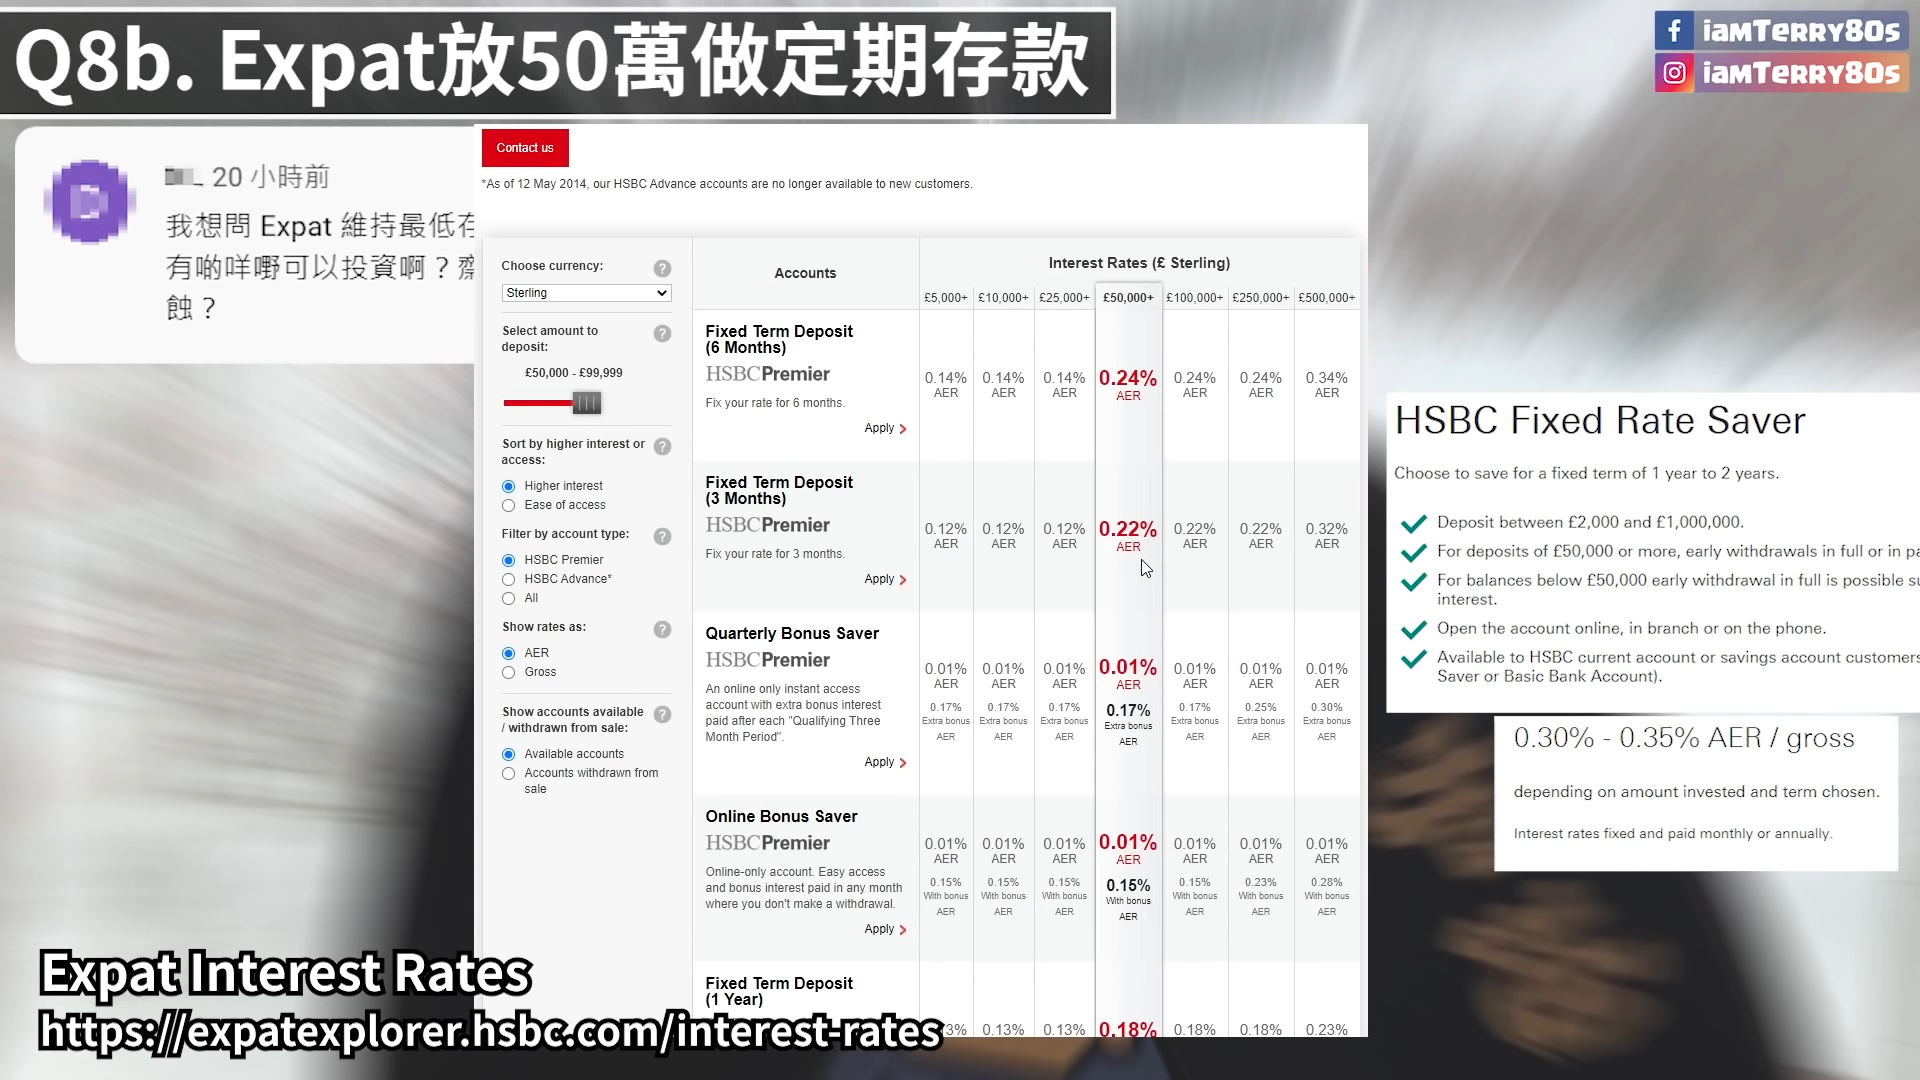 Q8b. Expat放50萬做定期存款
iamTerry80s
iamTerry80s
20 小時前
我想問 Expat 維持最低
有啲咩嘢可以投資啊？
蝕？
Contact us
*As of 12 May 2014, our HSBC Advance accounts are no longer available to new customers.
Choose currency:
Sterling
Select amount to
deposit:
£50,000 - £99,999
Sort by higher interest or
access:
Higher interest
Ease of access
Filter by account type:
HSBC Premier
HSBC Advance*
All
Show rates as:
AER
Gross
Show accounts available
/ withdrawn from sale:
Available accounts
Accounts withdrawn from
sale
Accounts
Interest Rates (£ Sterling)
£5,000+ £10,000+ £25,000+ £50,000+ £100,000+ £250,000+ £500,000+
Fixed Term Deposit
(6 Months)
HSBC Premier
Fix your rate for 6 months.
Apply
0.14% 0.14% 0.14% 0.24% 0.24% 0.24% 0.34%
AER AER AER AER AER AER AER
Fixed Term Deposit
(3 Months)
HSBC Premier
Fix your rate for 3 months.
Apply
0.12% 0.12% 0.12% 0.22% 0.22% 0.22% 0.32%
AER AER AER AER AER AER AER
Quarterly Bonus Saver
HSBC Premier
An online only instant access
account with extra bonus interest
paid after each "Qualifying Three
Month Period".
Apply
0.01% 0.01% 0.01% 0.01% 0.01% 0.01% 0.01%
AER AER AER AER AER AER AER
0.17% 0.17% 0.17% 0.17% 0.17% 0.25% 0.30%
Extra bonus Extra bonus Extra bonus Extra bonus Extra bonus Extra bonus Extra bonus
AER AER AER AER AER AER AER
Online Bonus Saver
HSBC Premier
Online-only account. Easy access
and bonus interest paid in any month
where you don't make a withdrawal.
Apply
0.01% 0.01% 0.01% 0.01% 0.01% 0.01% 0.01%
AER AER AER AER AER AER AER
0.15% 0.15% 0.15% 0.15% 0.15% 0.23% 0.28%
With bonus With bonus With bonus With bonus With bonus With bonus With bonus
AER AER AER AER AER AER AER
Fixed Term Deposit
(1 Year)
3% 0.13% 0.13% 0.18% 0.18% 0.18% 0.23%
HSBC Fixed Rate Saver
Choose to save for a fixed term of 1 year to 2 years.
Deposit between £2,000 and £1,000,000.
For deposits of £50,000 or more, early withdrawals in full or in
For balances below £50,000 early withdrawal in full is possible
interest.
Open the account online, in branch or on the phone.
Available to HSBC current account or savings account customers
Saver or Basic Bank Account).
0.30% - 0.35% AER / gross
depending on amount invested and term chosen.
Interest rates fixed and paid monthly or annually.
Expat Interest Rates
https://expatexplorer.hsbc.com/interest-rates